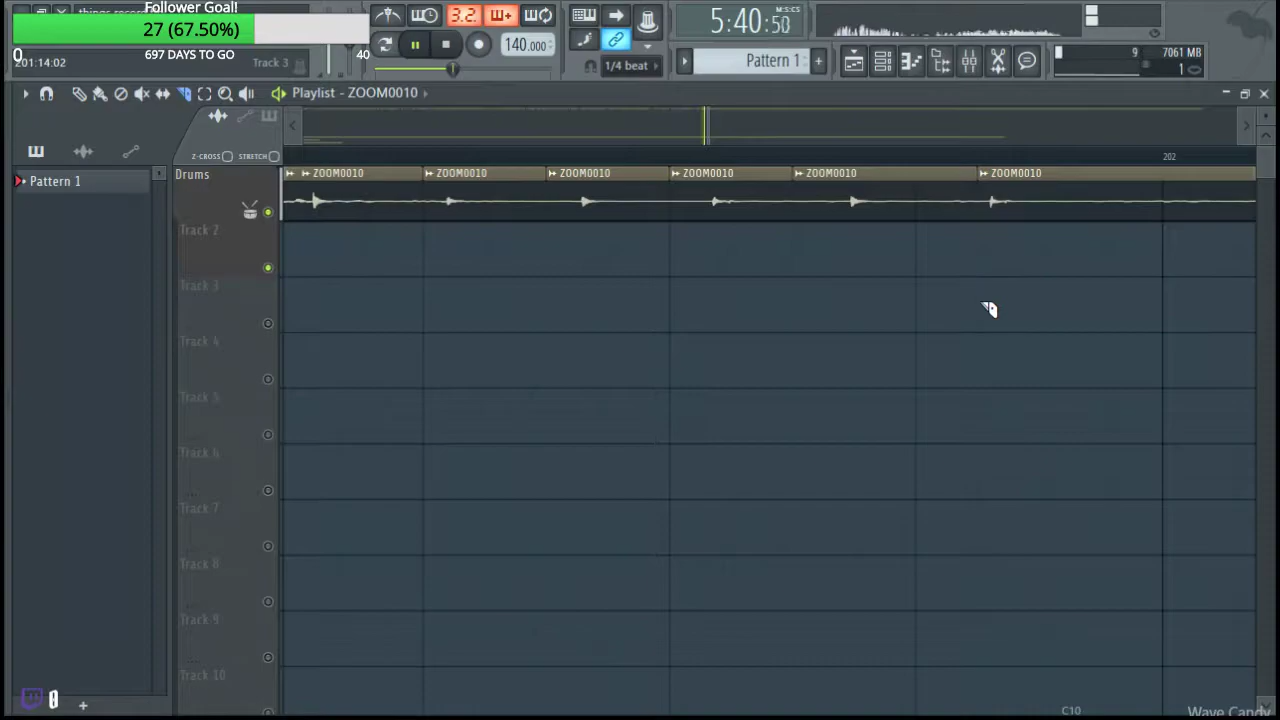 Follower Goal!
27 (67.50%)
0
697 DAYS TO GO
40
201:14:02
Track 3
3.2
140.000
1/4 beat
5:40:50
M:S:CS
Pattern 1
9
7061 MB
1
Playlist - ZOOM0010
Z-CROSS
STRETCH
202
Pattern 1
Drums
ZOOM0010
ZOOM0010
ZOOM0010
ZOOM0010
ZOOM0010
ZOOM0010
Track 2
Track 3
Track 4
Track 5
Track 6
Track 7
Track 8
Track 9
Track 10
0
C10
Wave Candy